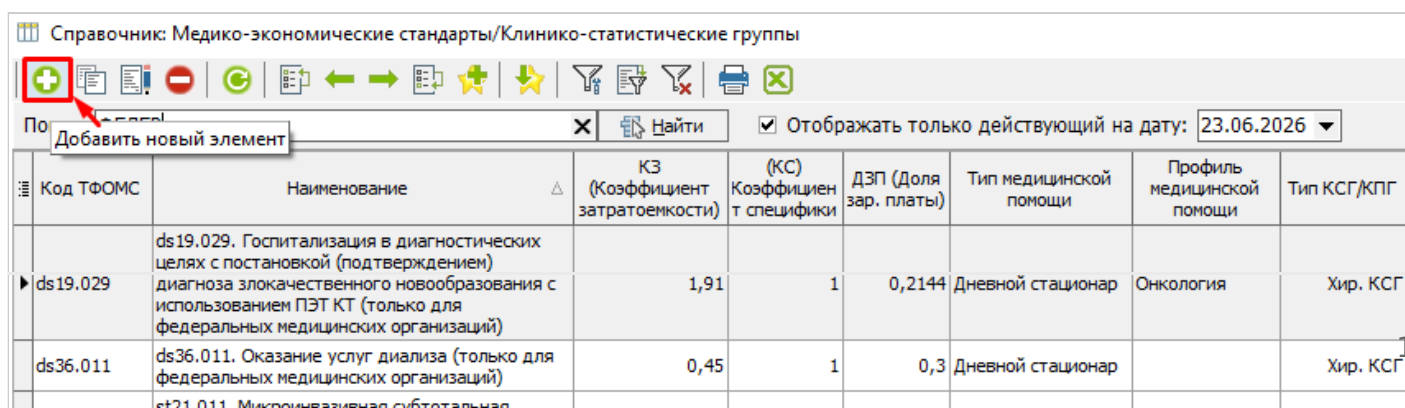 Справочник: Медико-экономические стандарты/Клинико-статистические группы
Найти
Отображать только действующий на дату: 23.06.2026
Добавить новый элемент
Код ТФОМС
Наименование
КЗ
(Коэффициент
затратоемкости)
(КС)
Коэффициен
т специфики
ДЗП (Доля
зар. платы)
Тип медицинской
помощи
Профиль
медицинской
помощи
Тип КСГ/КПГ
ds19.029
ds19.029. Госпитализация в диагностических
целях с постановкой (подтверждением)
диагноза злокачественного новообразования с
использованием ПЭТ КТ (только для
федеральных медицинских организаций)
1,91
1
0,2144
Дневной стационар
Онкология
Хир. КСГ
ds36.011
ds36.011. Оказание услуг диализа (только для
федеральных медицинских организаций)
0,45
1
0,3
Дневной стационар
Хир. КСГ
st21.011. Микроинвазивная субтотальная